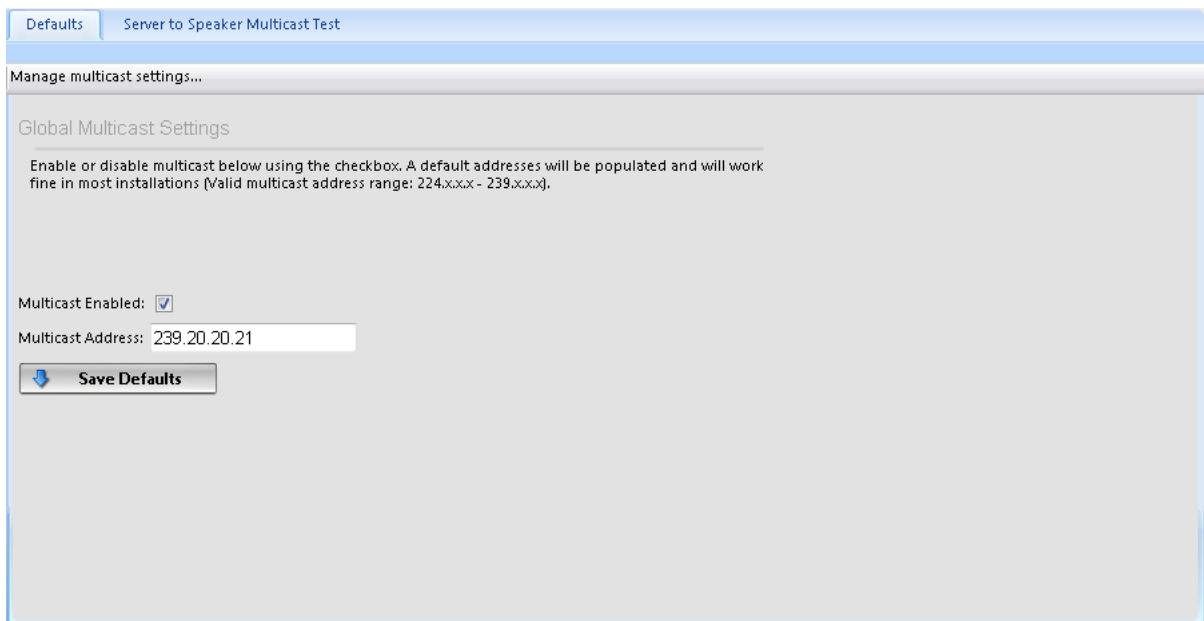 Defaults
Server to Speaker Multicast Test
Manage multicast settings...
Global Multicast Settings
Enable or disable multicast below using the checkbox. A default addresses will be populated and will work
fine in most installations (Valid multicast address range: 224.x.x.x - 239.x.x.x).
Multicast Enabled:
Multicast Address: 239.20.20.21
Save Defaults